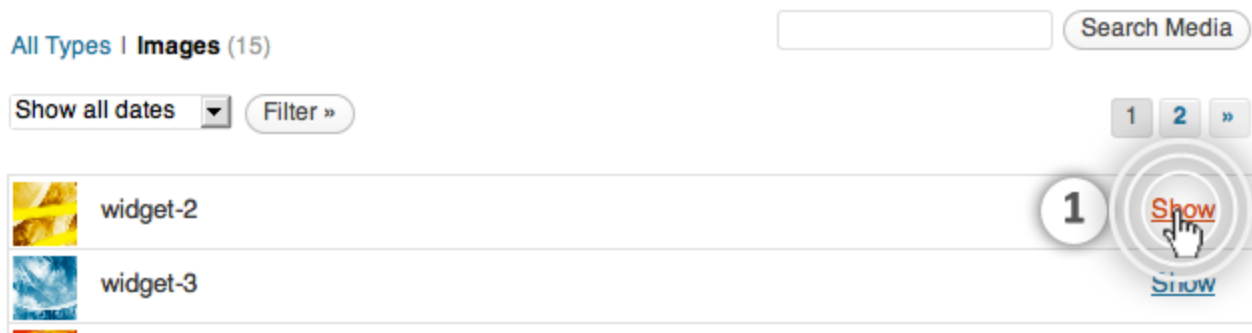 Search Media
All Types | Images (15)
Show all dates Filter »
1 2 »
widget-2 1 Show
widget-3 Show